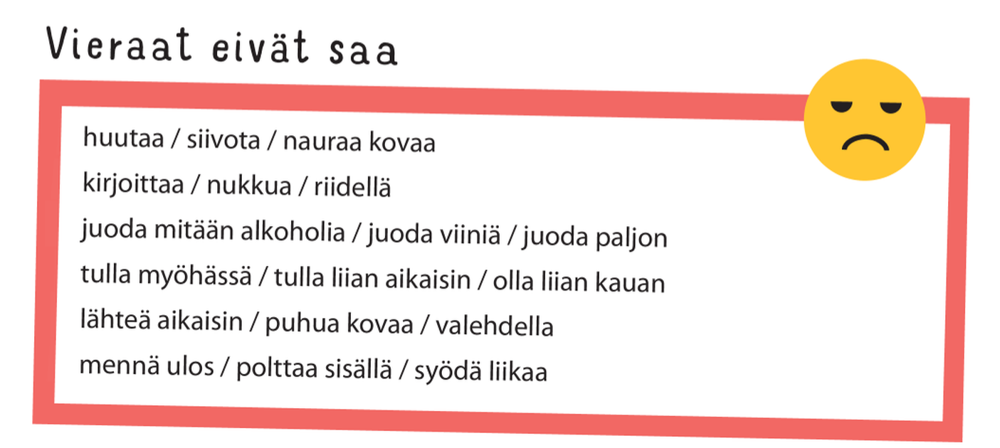 Vieraat eivät saa
huutaa / siivota / nauraa kovaa
kirjoittaa / nukkua / riidellä
juoda mitään alkoholia / juoda viiniä / juoda paljon
tulla myöhässä / tulla liian aikaisin / olla liian kauan
lähteä aikaisin / puhua kovaa / valehdella
mennä ulos / polttaa sisällä / syödä liikaa